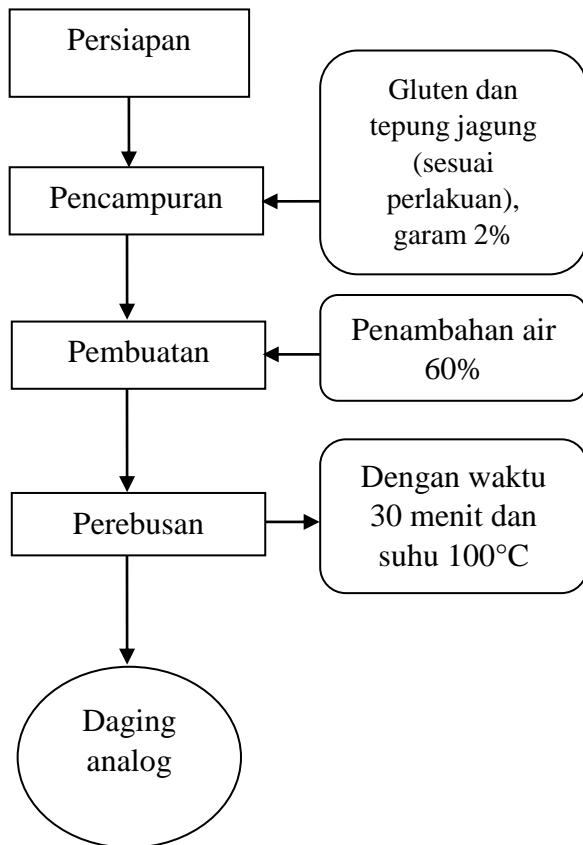 Persiapan
Gluten dan
tepung jagung
(sesuai
perlakuan),
garam 2%
Pencampuran
Penambahan air
60%
Pembuatan
Dengan waktu
30 menit dan
suhu 100°C
Perebusan
Daging
analog